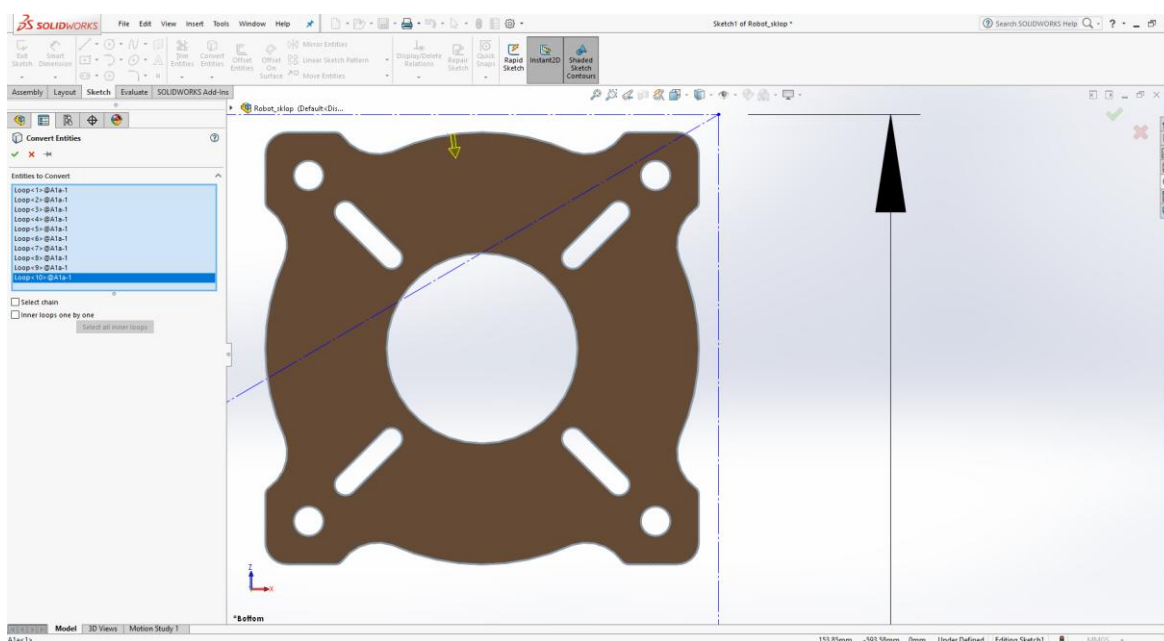 SOLIDWORKS File Edit View Insert Tools Window Help Sketch1 of Robot_sklop * Search SOLIDWORKS Help
Exit Sketch Smart Dimension Trim Entities Convert Entities Offset Entities Offset On Surface Mirror Entities Linear Sketch Pattern Move Entities Display/Delete Relations Repair Sketch Quick Snaps Rapid Sketch Instant2D Shaded Sketch Contours
Assembly Layout Sketch Evaluate SOLIDWORKS Add-Ins
Robot_sklop (Default<Dis...
Convert Entities
Entities to Convert
Loop<1>@A1a-1
Loop<2>@A1a-1
Loop<3>@A1a-1
Loop<4>@A1a-1
Loop<5>@A1a-1
Loop<6>@A1a-1
Loop<7>@A1a-1
Loop<8>@A1a-1
Loop<9>@A1a-1
Loop<10>@A1a-1
Select chain
Inner loops one by one
Select all inner loops
Z
X
*Bottom
Model 3D Views Motion Study 1
A1a<1> 153.85mm -593.58mm 0mm Under Defined Editing Sketch1 MMGS